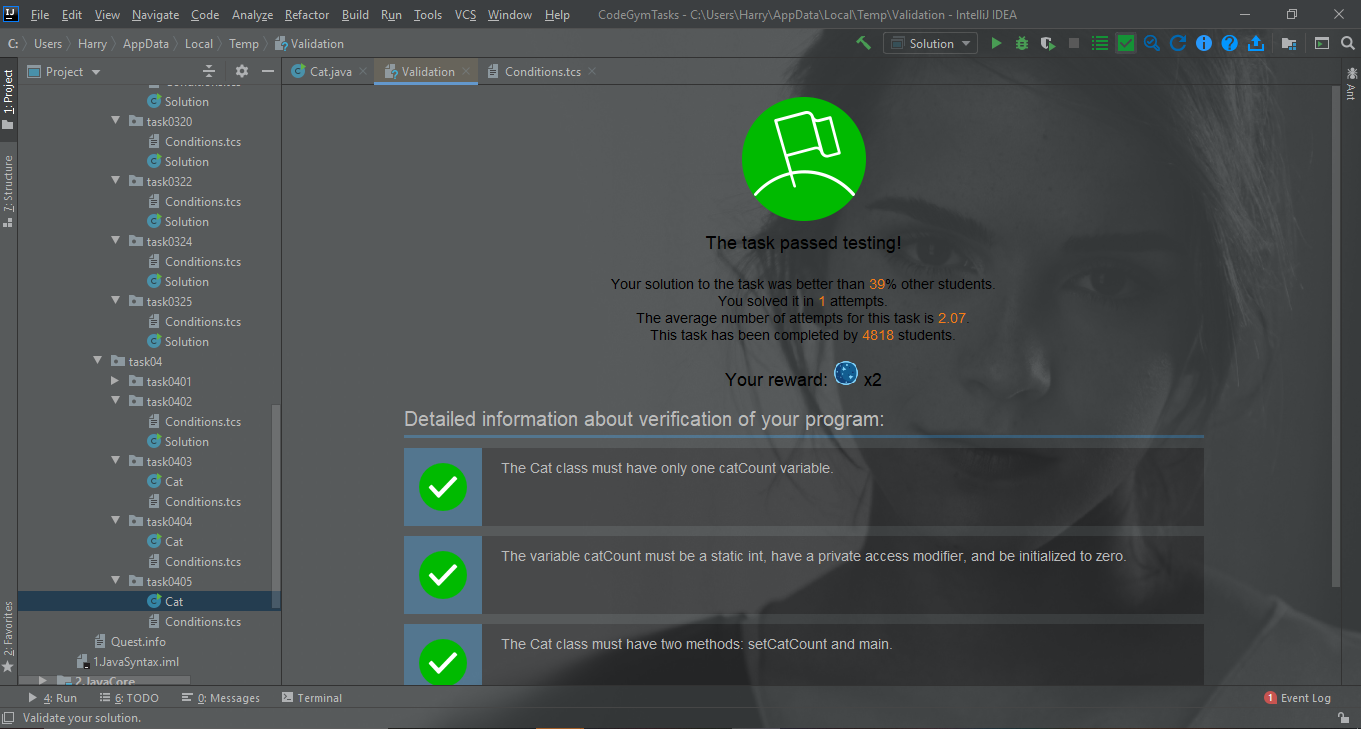 IJ File Edit View Navigate Code Analyze Refactor Build Run Tools VCS Window Help CodeGymTasks - C:\Users\Harry\AppData\Local\Temp\Validation - IntelliJ IDEA
C: Users Harry AppData Local Temp Validation Solution
1: Project
7: Structure
2: Favorites
Project
Solution
task0320
Conditions.tcs
Solution
task0322
Conditions.tcs
Solution
task0324
Conditions.tcs
Solution
task0325
Conditions.tcs
Solution
task04
task0401
task0402
Conditions.tcs
Solution
task0403
Cat
Conditions.tcs
task0404
Cat
Conditions.tcs
task0405
Cat
Conditions.tcs
Quest.info
1.JavaSyntax.iml
2.JavaCore
Cat.java Validation Conditions.tcs
The task passed testing!
Your solution to the task was better than 39% other students.
You solved it in 1 attempts.
The average number of attempts for this task is 2.07.
This task has been completed by 4818 students.
Your reward: x2
Detailed information about verification of your program:
The Cat class must have only one catCount variable.
The variable catCount must be a static int, have a private access modifier, and be initialized to zero.
The Cat class must have two methods: setCatCount and main.
Ant
4: Run 6: TODO 0: Messages Terminal 1 Event Log
Validate your solution.